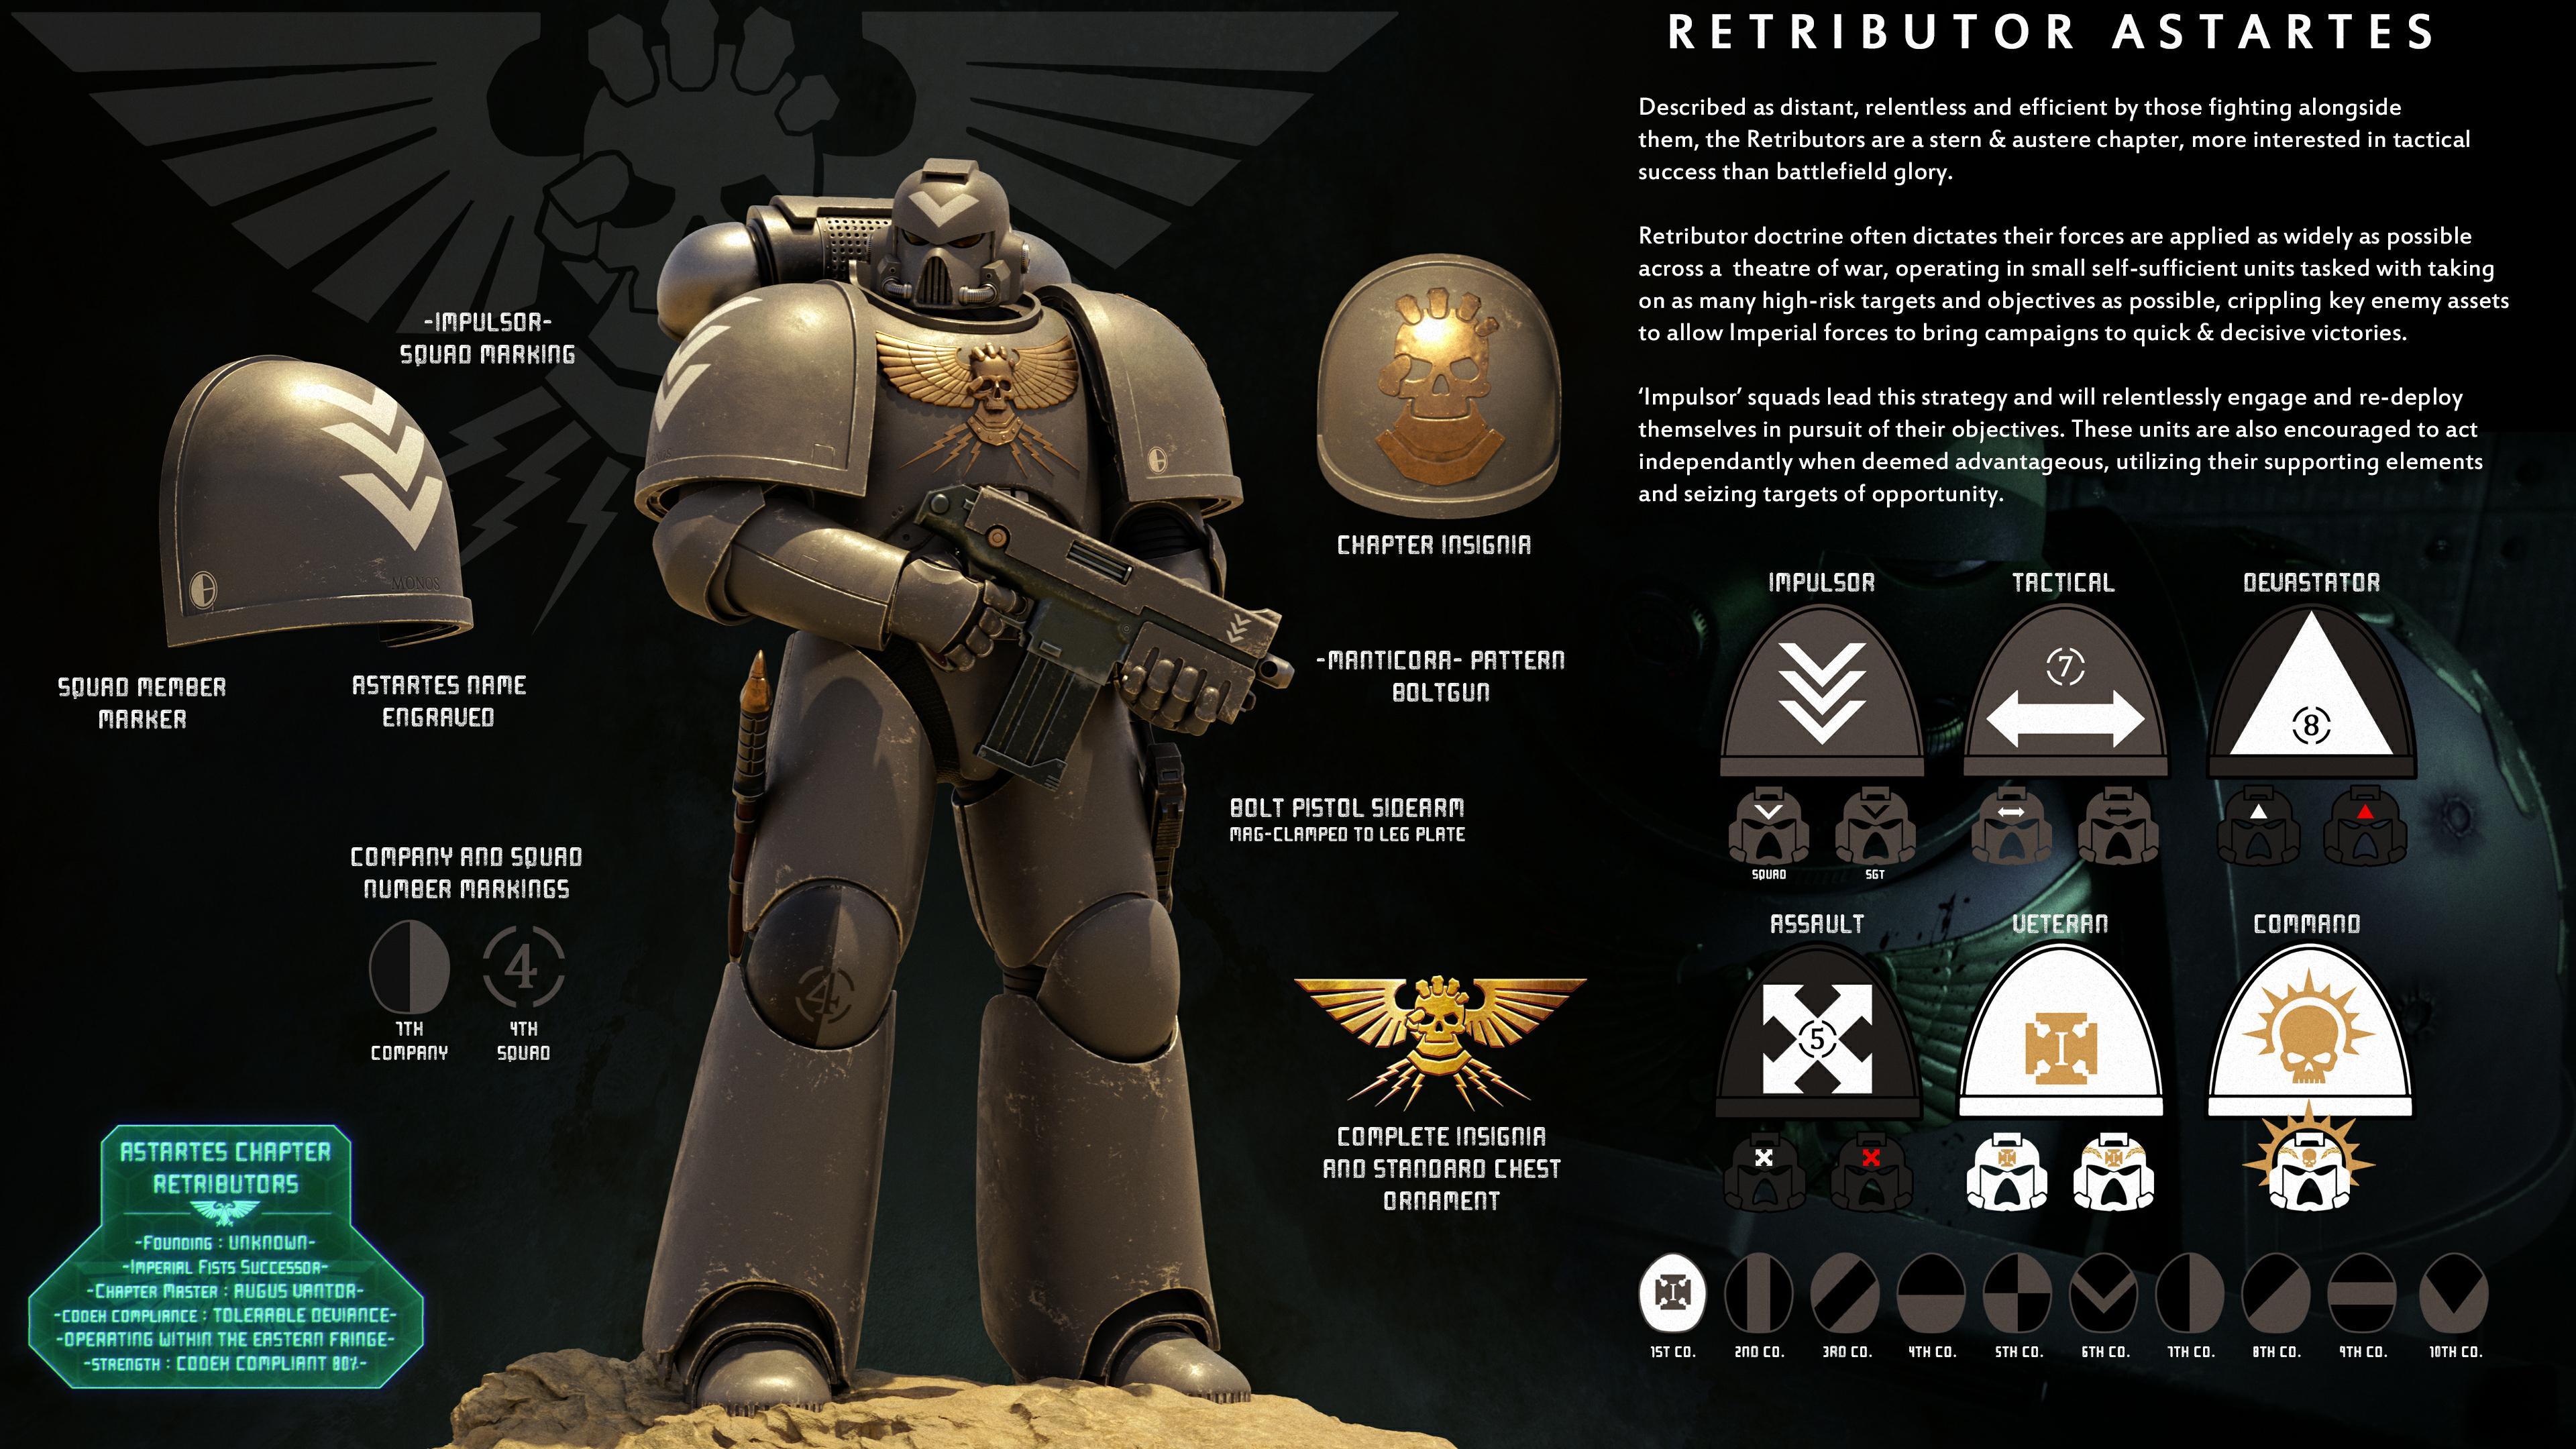 RETRIBUTOR ASTARTES
Described as distant, relentless and efficient by those fighting alongside
them, the Retributors are a stern & austere chapter, more interested in tactical
success than battlefield glory.
Retributor doctrine often dictates their forces are applied as widely as possible
across a theatre of war, operating in small self-sufficient units tasked with taking
on as many high-risk targets and objectives as possible, crippling key enemy assets
to allow Imperial forces to bring campaigns to quick & decisive victories.
‘Impulsor’ squads lead this strategy and will relentlessly engage and re-deploy
themselves in pursuit of their objectives. These units are also encouraged to act
independantly when deemed advantageous, utilizing their supporting elements
and seizing targets of opportunity.
-IMPULSOR-
SQUAD MARKING
MONOS
SQUAD MEMBER
MARKER
ASTARTES NAME
ENGRAVED
CHAPTER INSIGNIA
-MANTICORA- PATTERN
BOLTGUN
BOLT PISTOL SIDEARM
MAG-CLAMPED TO LEG PLATE
COMPANY AND SQUAD
NUMBER MARKINGS
4
7TH
COMPANY
4TH
SQUAD
4
COMPLETE INSIGNIA
AND STANDARD CHEST
ORNAMENT
ASTARTES CHAPTER
RETRIBUTORS
-FOUNDING : UNKNOWN-
-IMPERIAL FISTS SUCCESSOR-
-CHAPTER MASTER : AUGUS VANTOR-
-CODEX COMPLIANCE : TOLERABLE DEVIANCE-
-OPERATING WITHIN THE EASTERN FRINGE-
-STRENGTH : CODEX COMPLIANT 80%-
IMPULSOR TACTICAL DEVASTATOR
7
8
SQUAD SGT
ASSAULT VETERAN COMMAND
5
I
I
1ST CO. 2ND CO. 3RD CO. 4TH CO. 5TH CO. 6TH CO. 7TH CO. 8TH CO. 9TH CO. 10TH CO.